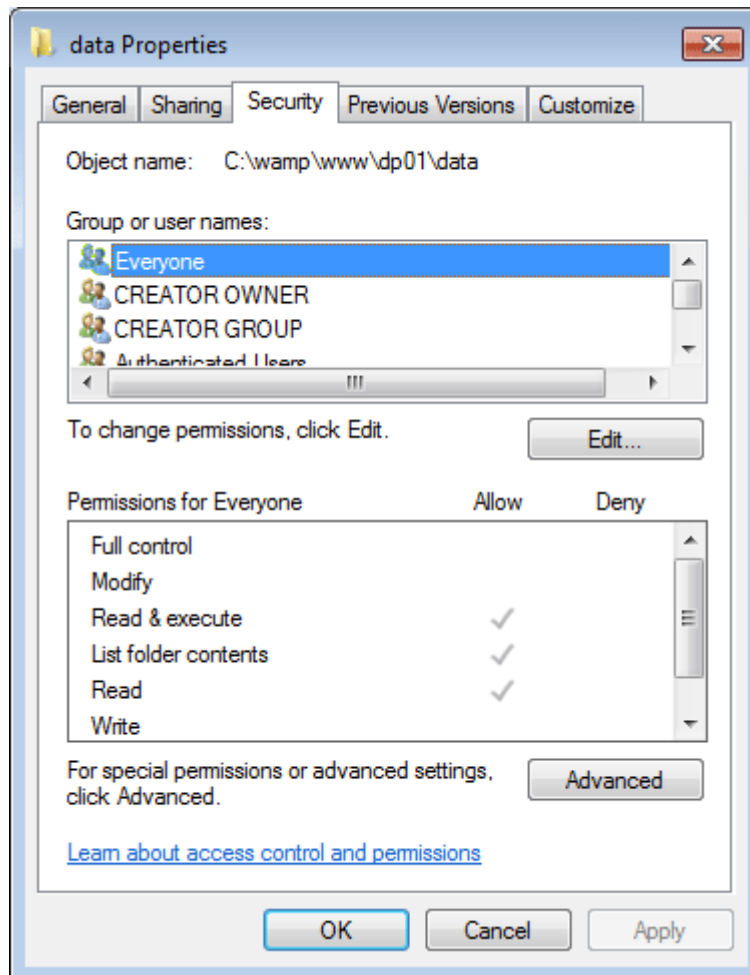 data Properties
General Sharing Security Previous Versions Customize
Object name: C:\wamp\www\dp01\data
Group or user names:
Everyone
CREATOR OWNER
CREATOR GROUP
Authenticated Users
To change permissions, click Edit.
Edit...
Permissions for Everyone Allow Deny
Full control
Modify
Read & execute
List folder contents
Read
Write
For special permissions or advanced settings,
click Advanced.
Advanced
Learn about access control and permissions
OK Cancel Apply